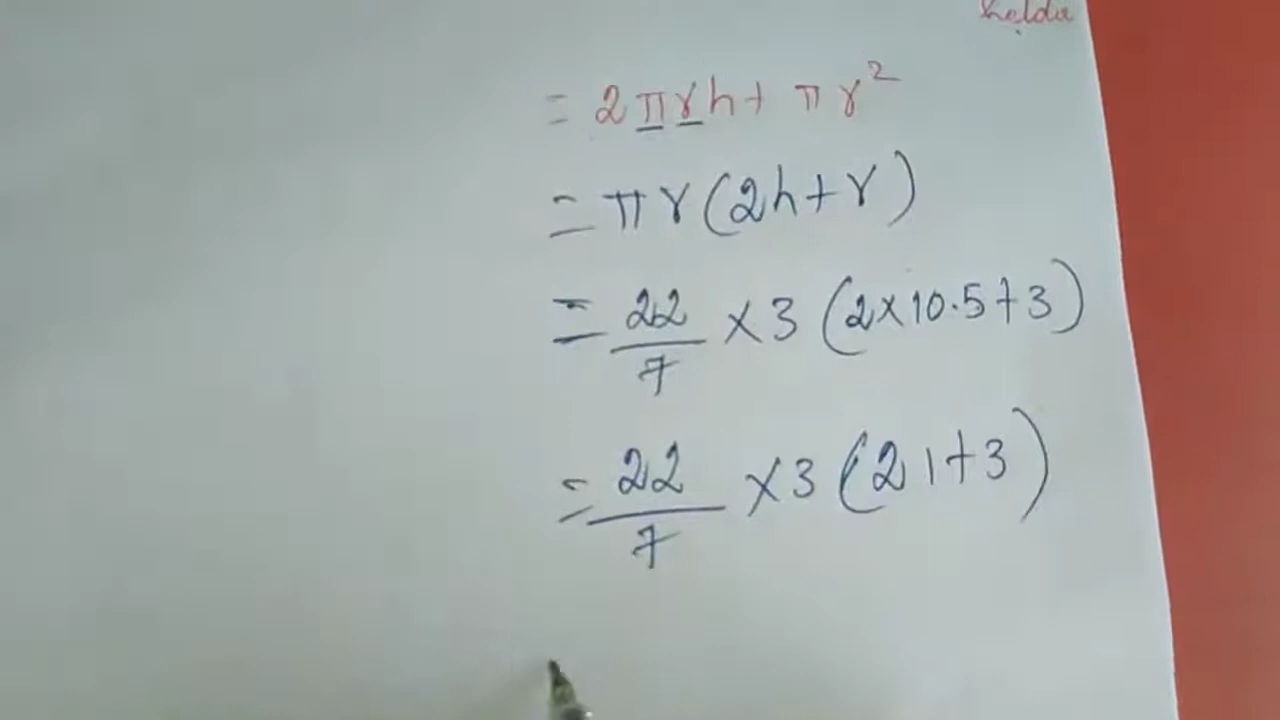 = 2πrh + πr²
= πr(2h+r)
= 22/7 × 3 (2×10.5+3)
= 22/7 × 3 (21+3)